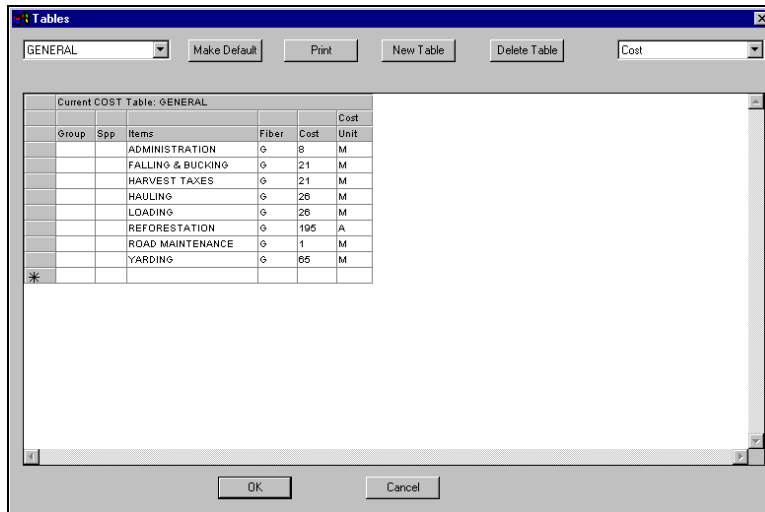 Tables
GENERAL Make Default Print New Table Delete Table Cost
Current COST Table: GENERAL
Cost
Group Spp Items Fiber Cost Unit
ADMINISTRATION G 8 M
FALLING & BUCKING G 21 M
HARVEST TAXES G 21 M
HAULING G 26 M
LOADING G 26 M
REFORESTATION G 195 A
ROAD MAINTENANCE G 1 M
YARDING G 65 M
OK Cancel